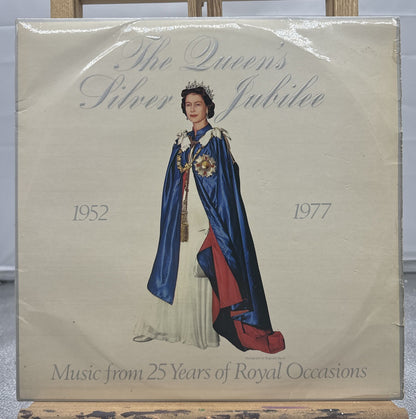 The Queen's
Silver Jubilee
1952 1977
Music from 25 Years of Royal Occasions